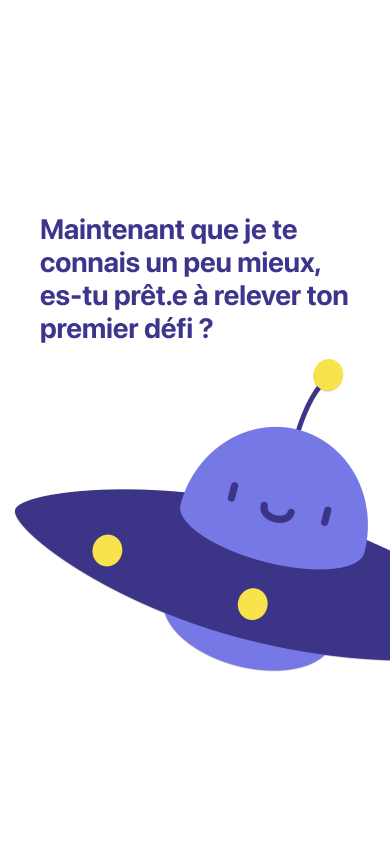 Maintenant que je te
connais un peu mieux,
es-tu prêt.e à relever ton
premier défi ?